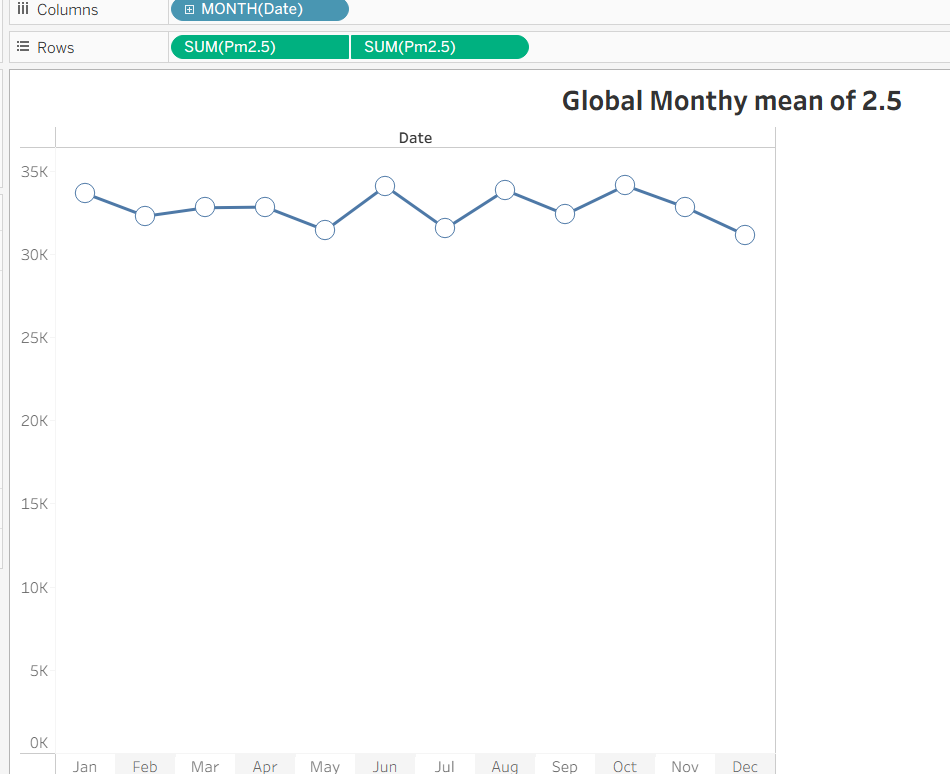 Columns
MONTH(Date)
Rows
SUM(Pm2.5) SUM(Pm2.5)
Global Monthy mean of 2.5
Date
35K
30K
25K
20K
15K
10K
5K
0K
Jan Feb Mar Apr May Jun Jul Aug Sep Oct Nov Dec